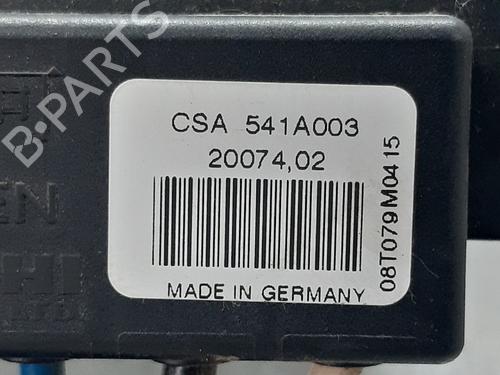 CSA 541A003
20074,02
MADE IN GERMANY
08T079M0415
B-PARTS